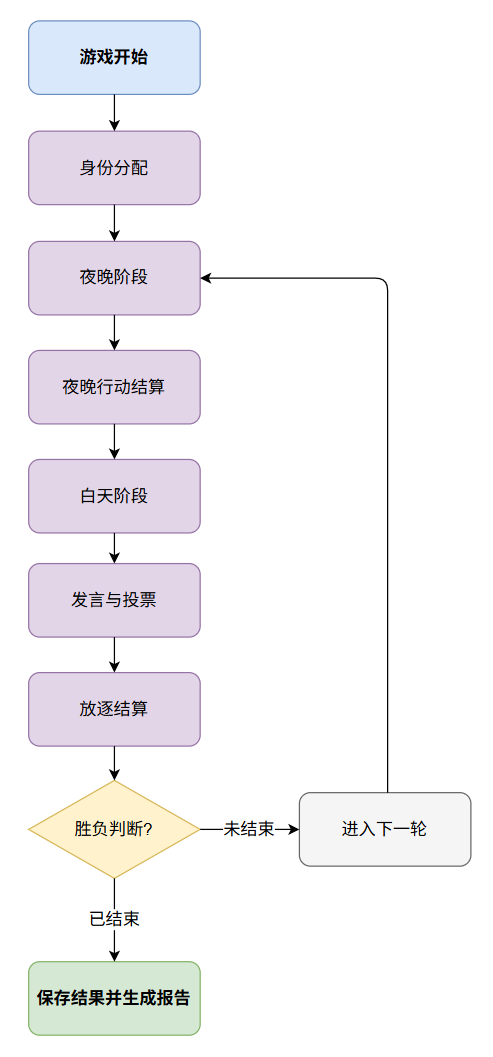 游戏开始
身份分配
夜晚阶段
夜晚行动结算
白天阶段
发言与投票
放逐结算
胜负判断?
未结束
进入下一轮
已结束
保存结果并生成报告